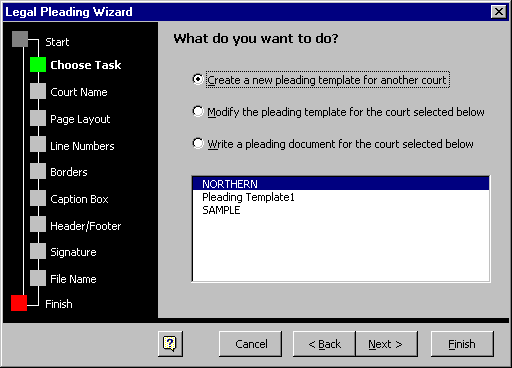 Legal Pleading Wizard
Start
Choose Task
Court Name
Page Layout
Line Numbers
Borders
Caption Box
Header/Footer
Signature
File Name
Finish
What do you want to do?
Create a new pleading template for another court
Modify the pleading template for the court selected below
Write a pleading document for the court selected below
NORTHERN
Pleading Template1
SAMPLE
? Cancel < Back Next > Finish